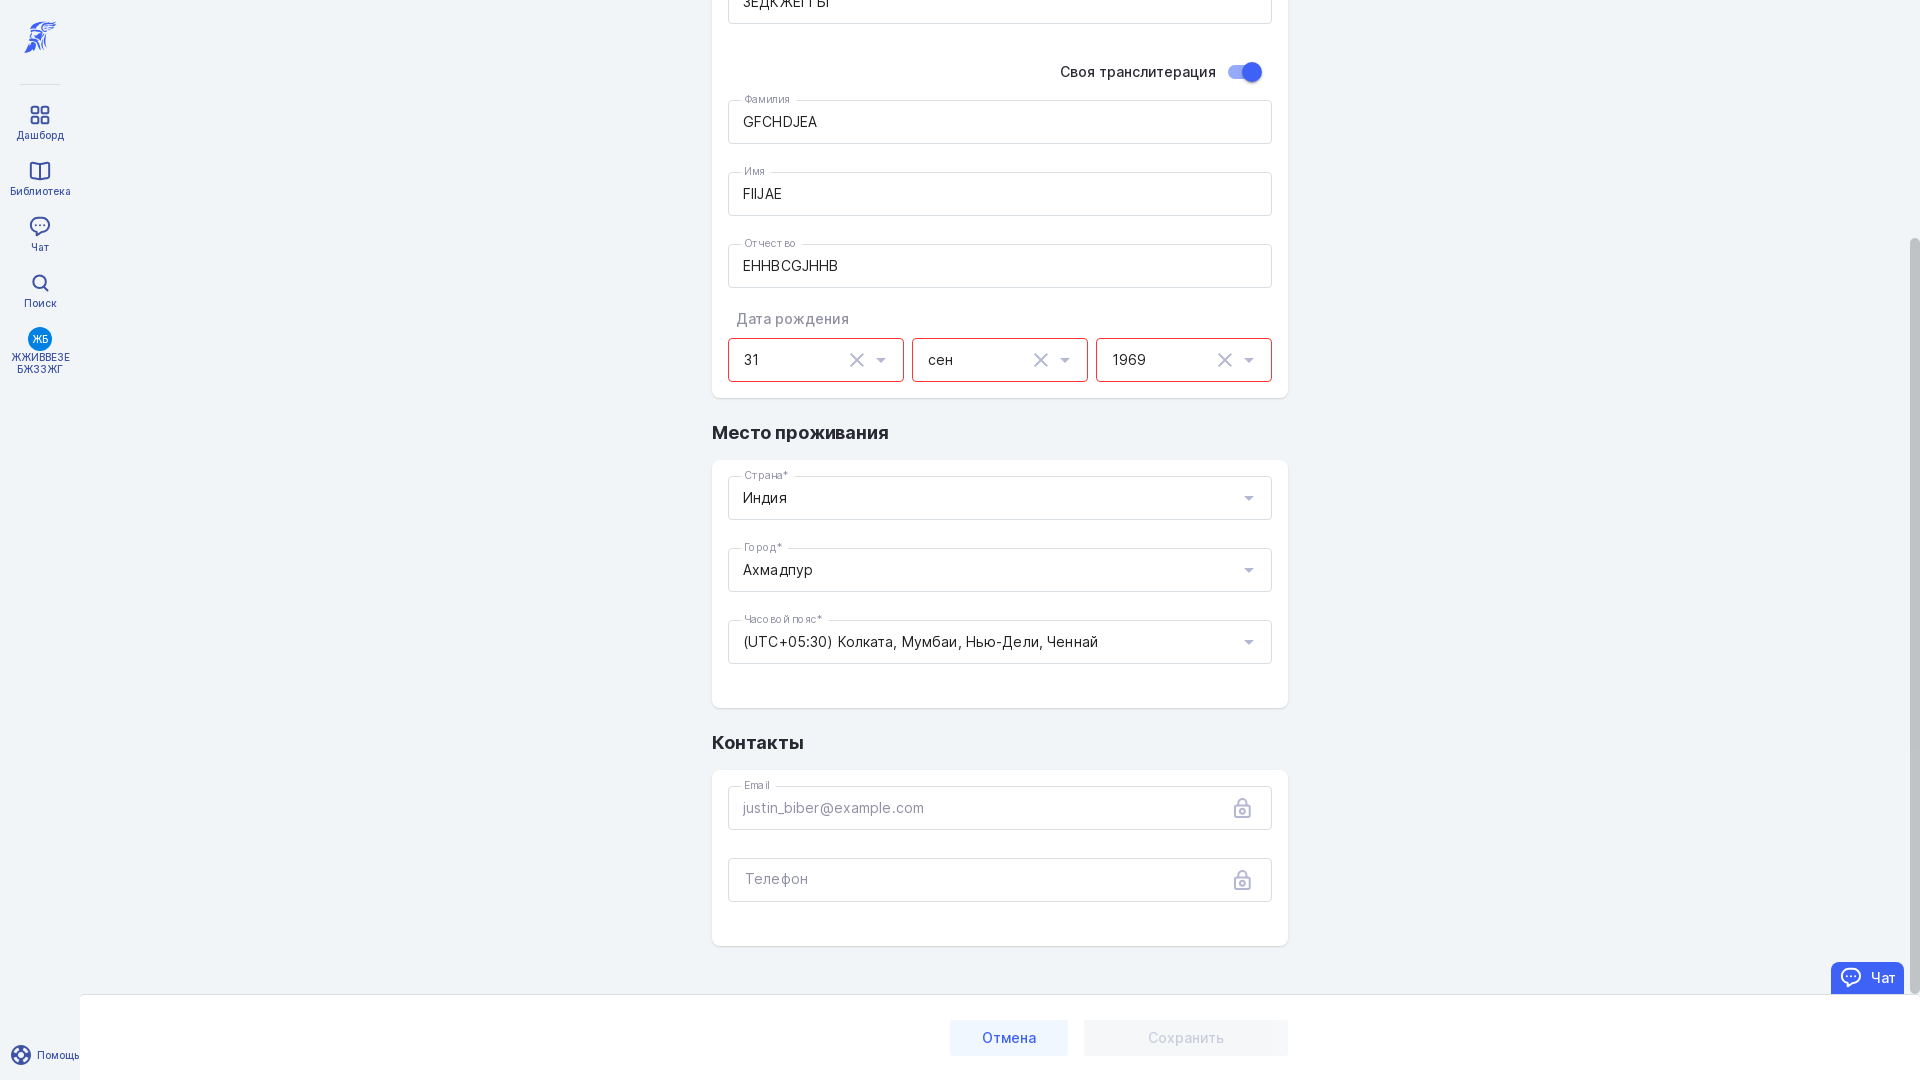 Своя транслитерация
Фамилия
GFCHDJEA
Имя
FIIJAE
Отчество
EHHBCGJHHB
Дата рождения
31
сен
1969
Место проживания
Страна*
Индия
Город*
Ахмадпур
Часовой пояс*
(UTC+05:30) Колката, Мумбаи, Нью-Дели, Ченнай
Контакты
Email
justin_biber@example.com
Телефон
Отмена
Сохранить
Дашборд
Библиотека
Чат
Поиск
ЖБ
ЖЖИВВЕЗЕ
БЖЗЗЖГ
Помощь
Чат